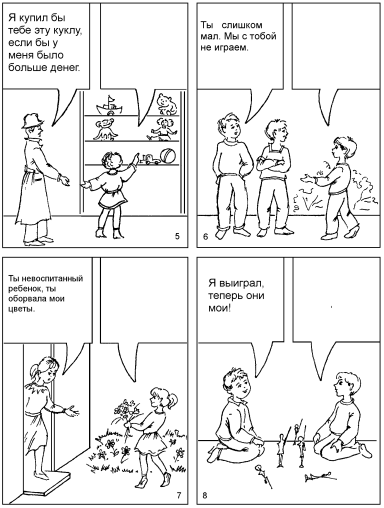 Я купил бы
тебе эту куклу,
если бы у
меня было
больше денег.
5
Ты слишком
мал. Мы с тобой
не играем.
6
Ты невоспитанный
ребенок, ты
оборвала мои
цветы.
7
Я выиграл,
теперь они
мои!
8